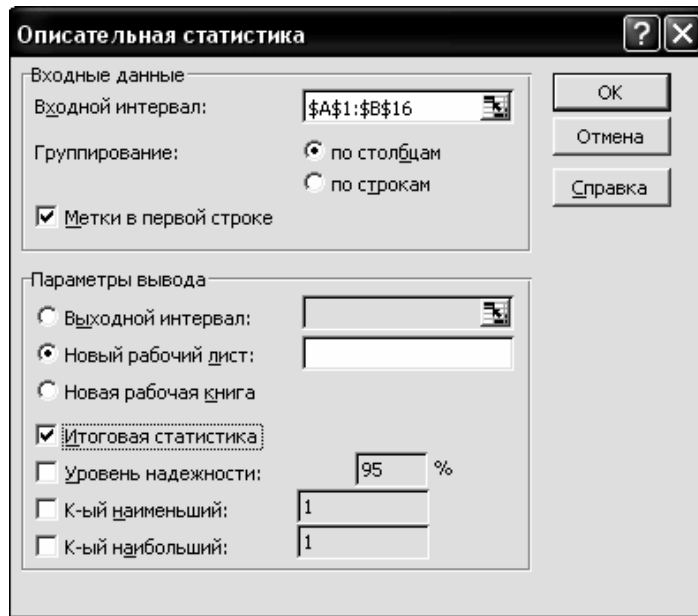 Описательная статистика
Входные данные
Входной интервал: $A$1:$B$16
Группирование: по столбцам
по строкам
Метки в первой строке
OK
Отмена
Справка
Параметры вывода
Выходной интервал:
Новый рабочий лист:
Новая рабочая книга
Итоговая статистика
Уровень надежности: 95 %
К-ый наименьший: 1
К-ый наибольший: 1